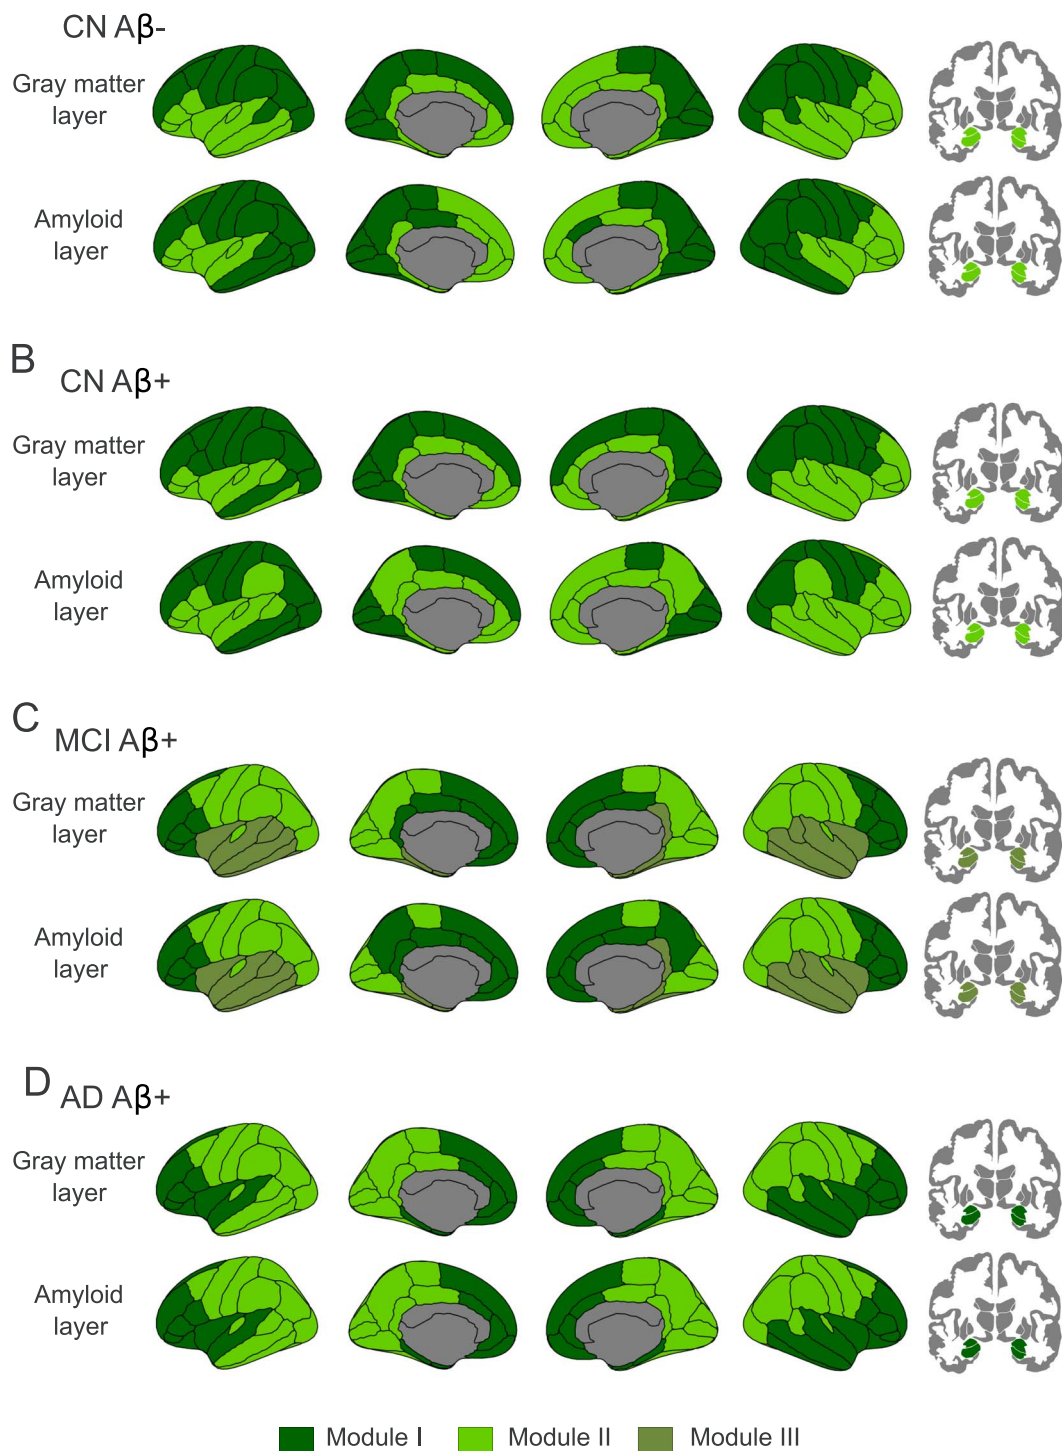 CN Aβ-
Gray matter
layer
Amyloid
layer
B
CN Aβ+
Gray matter
layer
Amyloid
layer
C
MCI Aβ+
Gray matter
layer
Amyloid
layer
D
AD Aβ+
Gray matter
layer
Amyloid
layer
Module I
Module II
Module III